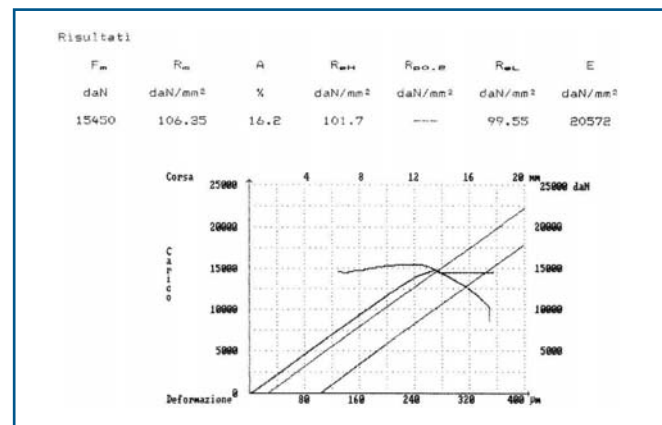 Risultati
Fm Rm A ReH Rp0.2 ReL E
daN daN/mm² % daN/mm² daN/mm² daN/mm² daN/mm²
15450 106.35 16.2 101.7 --- 99.55 20572
Corsa 4 8 12 16 20 mm
25000 25000 daN
20000 20000
Carico
15000 15000
10000 10000
5000 5000
0
Deformazione 80 160 240 320 400 µm